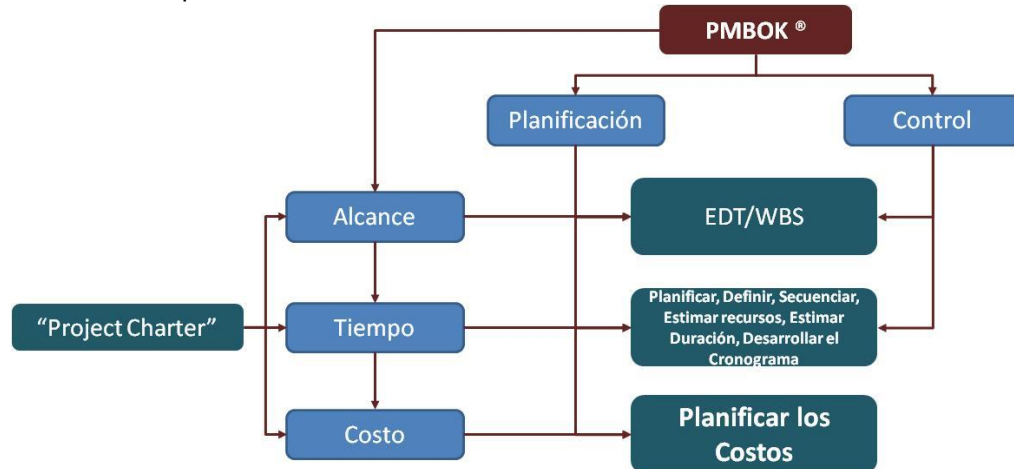 PMBOK ®
Planificación
Control
Alcance
EDT/WBS
"Project Charter"
Tiempo
Planificar, Definir, Secuenciar,
Estimar recursos, Estimar
Duración, Desarrollar el
Cronograma
Costo
Planificar los
Costos